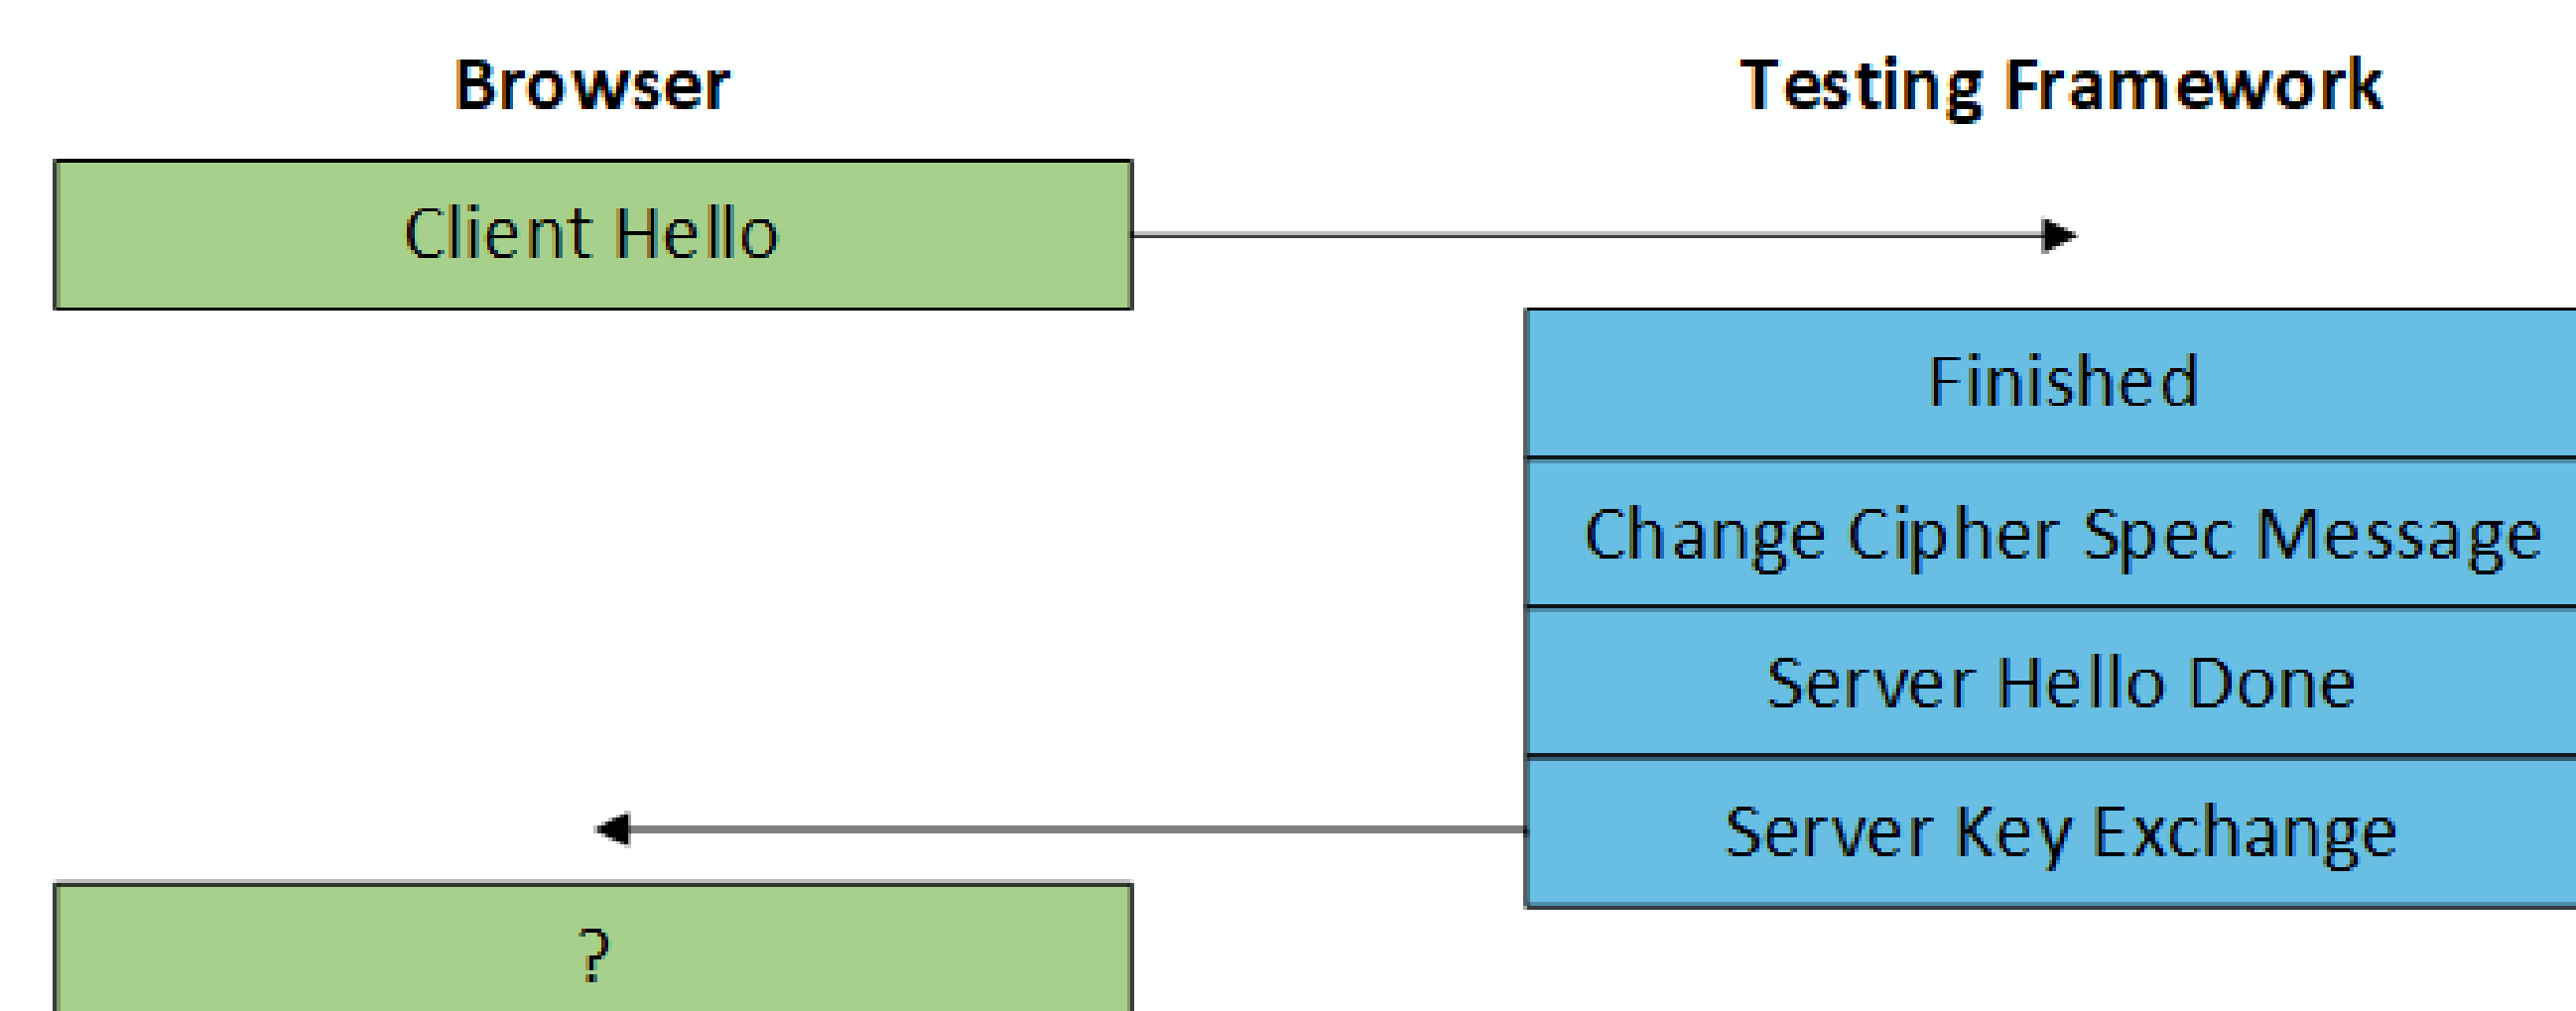 Browser
Testing Framework
Client Hello
Finished
Change Cipher Spec Message
Server Hello Done
Server Key Exchange
?